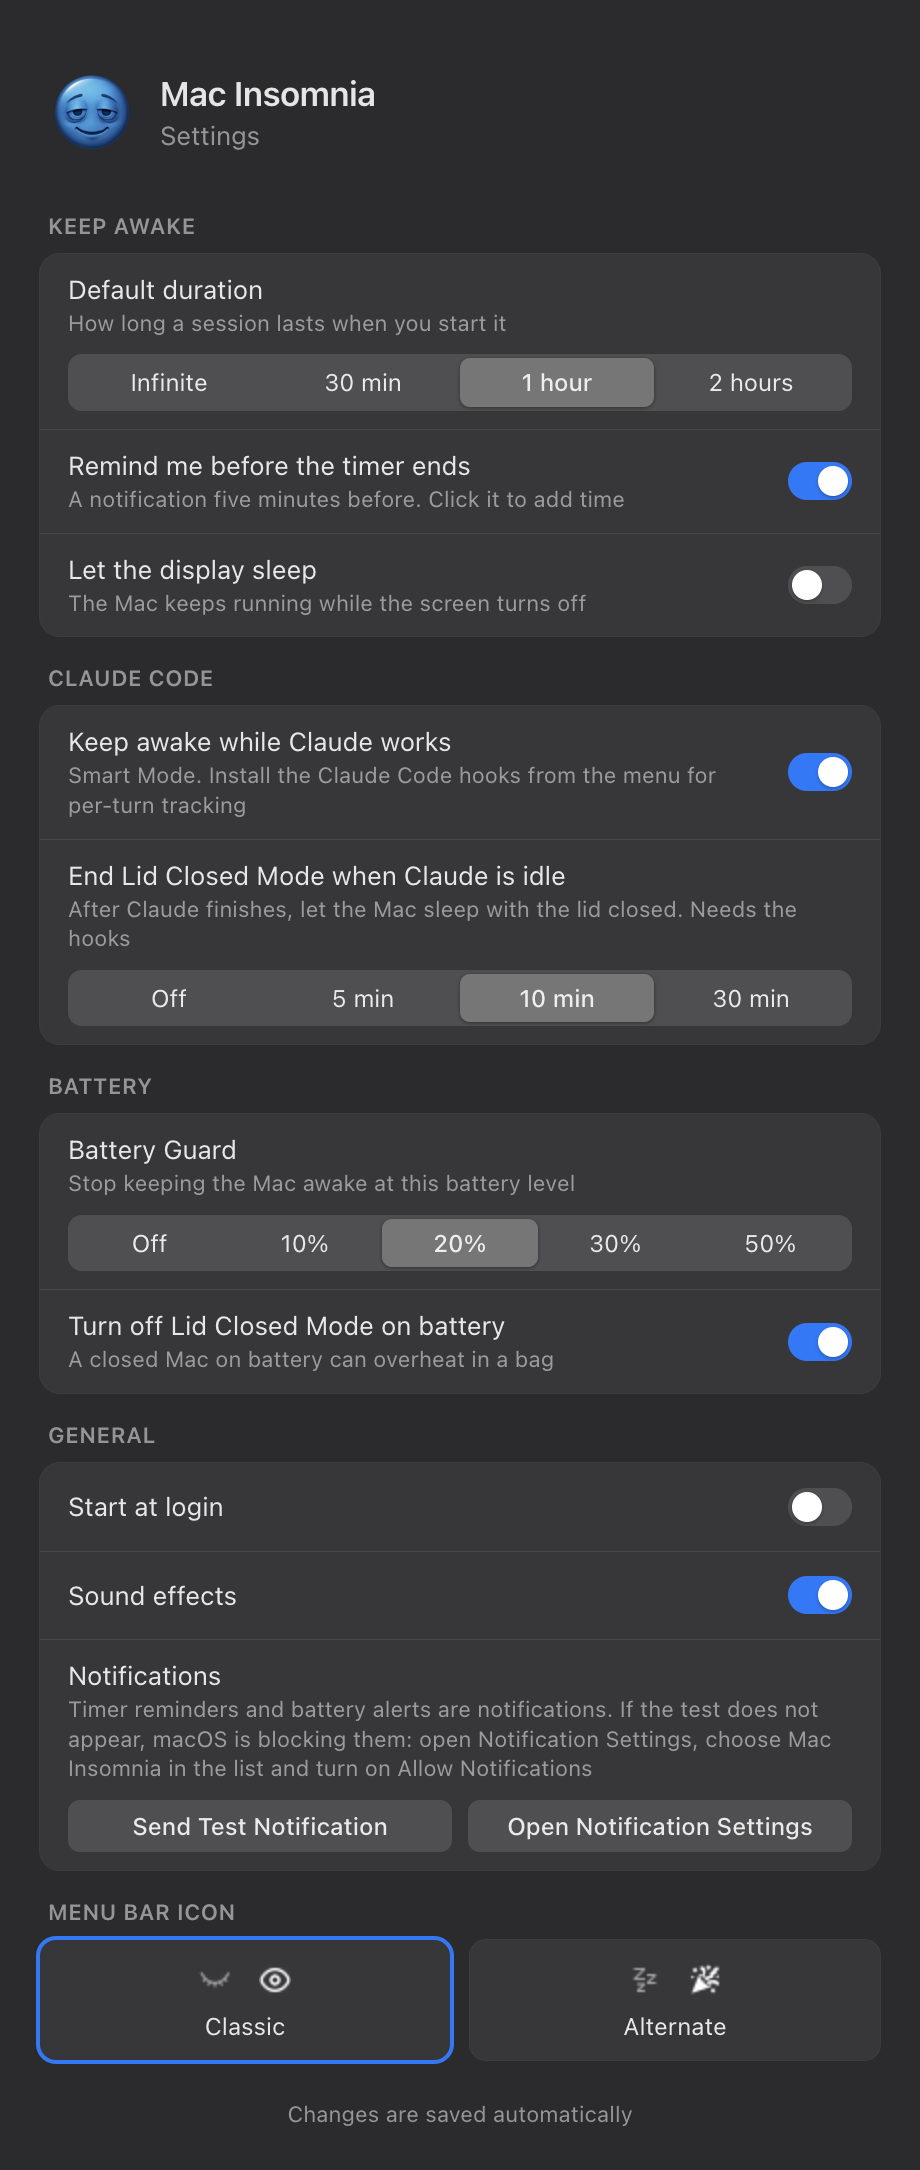 Mac Insomnia
Settings
KEEP AWAKE
Default duration
How long a session lasts when you start it
Infinite 30 min 1 hour 2 hours
Remind me before the timer ends
A notification five minutes before. Click it to add time
Let the display sleep
The Mac keeps running while the screen turns off
CLAUDE CODE
Keep awake while Claude works
Smart Mode. Install the Claude Code hooks from the menu for
per-turn tracking
End Lid Closed Mode when Claude is idle
After Claude finishes, let the Mac sleep with the lid closed. Needs the
hooks
Off 5 min 10 min 30 min
BATTERY
Battery Guard
Stop keeping the Mac awake at this battery level
Off 10% 20% 30% 50%
Turn off Lid Closed Mode on battery
A closed Mac on battery can overheat in a bag
GENERAL
Start at login
Sound effects
Notifications
Timer reminders and battery alerts are notifications. If the test does not
appear, macOS is blocking them: open Notification Settings, choose Mac
Insomnia in the list and turn on Allow Notifications
Send Test Notification Open Notification Settings
MENU BAR ICON
Classic Alternate
Changes are saved automatically